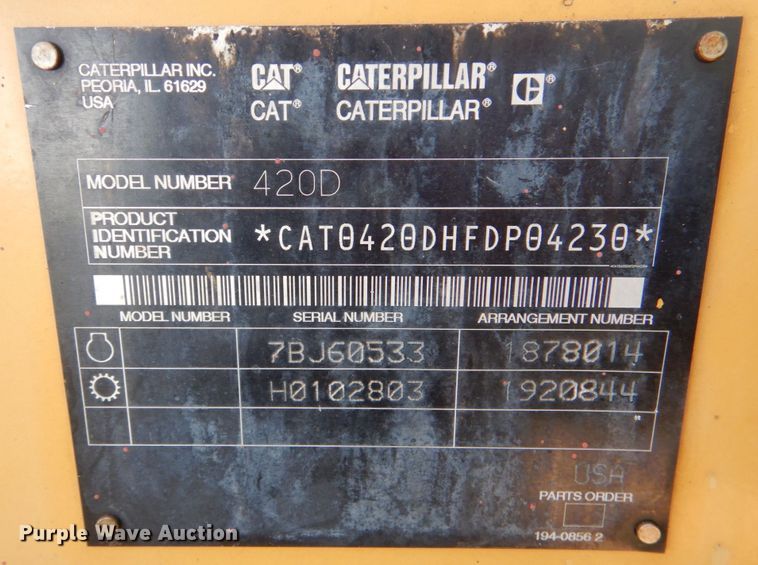 CATERPILLAR INC.
PEORIA, IL. 61629
USA
CAT® CATERPILLAR®
CAT® CATERPILLAR®
MODEL NUMBER 420D
PRODUCT
IDENTIFICATION
NUMBER
*CAT0420DHFDP04230*
MODEL NUMBER SERIAL NUMBER ARRANGEMENT NUMBER
7BJ60533 1878014
H0102803 1920844
USA
PARTS ORDER
194-0856 2
Purple Wave Auction